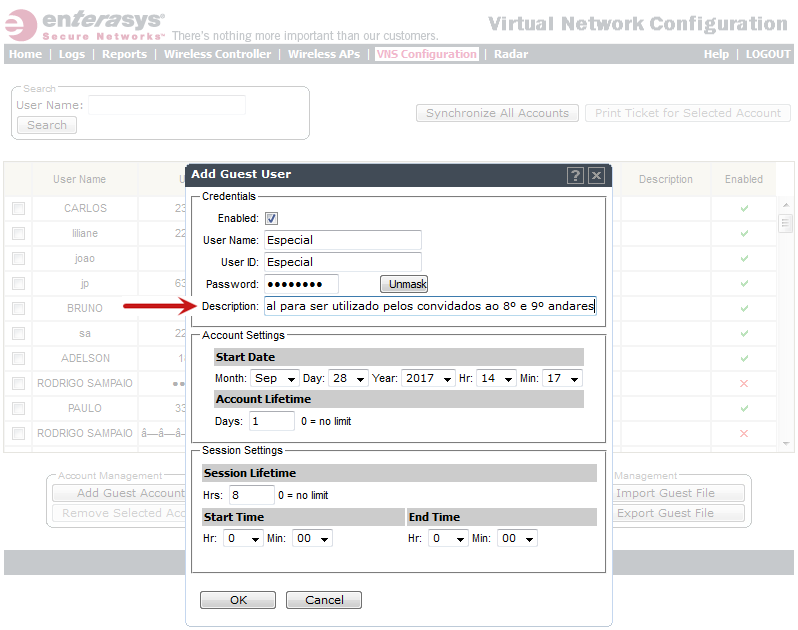 enterasys®
Secure Networks™ There's nothing more important than our customers.
Virtual Network Configuration
Home | Logs | Reports | Wireless Controller | Wireless APs | VNS Configuration | Radar
Help | LOGOUT
Search
User Name:
Search
Synchronize All Accounts
Print Ticket for Selected Account
User Name
Description Enabled
CARLOS 23
liliane 22
joao
jp 63
BRUNO
sa 22
ADELSON 1
RODRIGO SAMPAIO ●●
PAULO 33
RODRIGO SAMPAIO â—â—â
Add Guest User
? X
Credentials
Enabled:
User Name: Especial
User ID: Especial
Password: ●●●●●●●● Unmask
Description: al para ser utilizado pelos convidados ao 8º e 9º andares
Account Settings
Start Date
Month: Sep Day: 28 Year: 2017 Hr: 14 Min: 17
Account Lifetime
Days: 1 0 = no limit
Session Settings
Session Lifetime
Hrs: 8 0 = no limit
Start Time End Time
Hr: 0 Min: 00 Hr: 0 Min: 00
OK Cancel
Account Management
Add Guest Account
Remove Selected Acc
Management
Import Guest File
Export Guest File